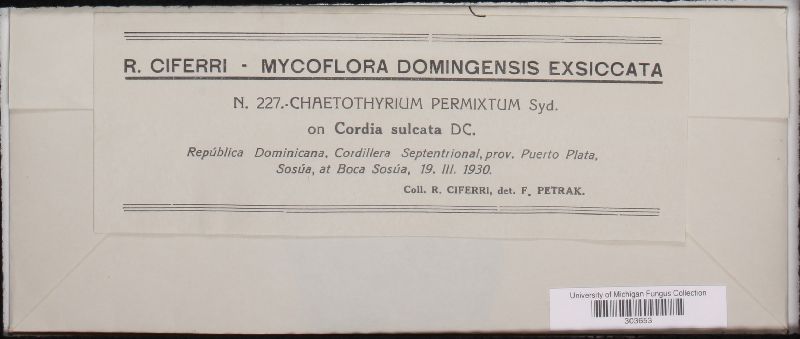 R. CIFERRI - MYCOFLORA DOMINGENSIS EXSICCATA
N. 227.-CHAETOTHYRIUM PERMIXTUM Syd.
on Cordia sulcata DC.
República Dominicana, Cordillera Septentrional, prov. Puerto Plata,
Sosúa, at Boca Sosúa, 19. III. 1930.
Coll. R. CIFERRI, det. F. PETRAK.
University of Michigan Fungus Collection
303653